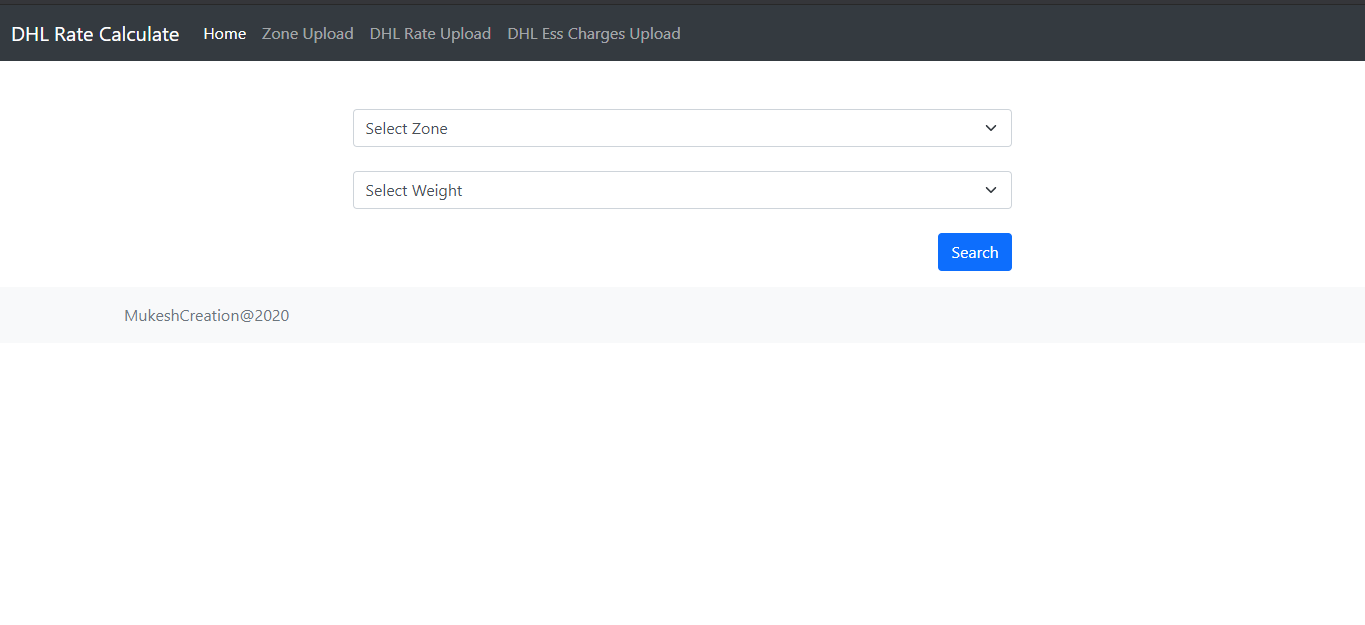 DHL Rate Calculate Home Zone Upload DHL Rate Upload DHL Ess Charges Upload
Select Zone
Select Weight
Search
MukeshCreation@2020